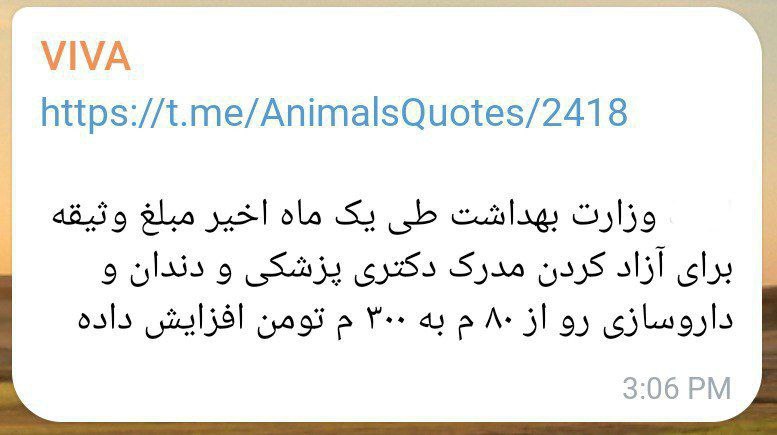 VIVA
https://t.me/AnimalsQuotes/2418
وزارت بهداشت طی یک ماه اخیر مبلغ وثیقه
برای آزاد کردن مدرک دکتری پزشکی و دندان و
داروسازی رو از ۸۰ م به ۳۰۰ م تومن افزایش داده
3:06 PM